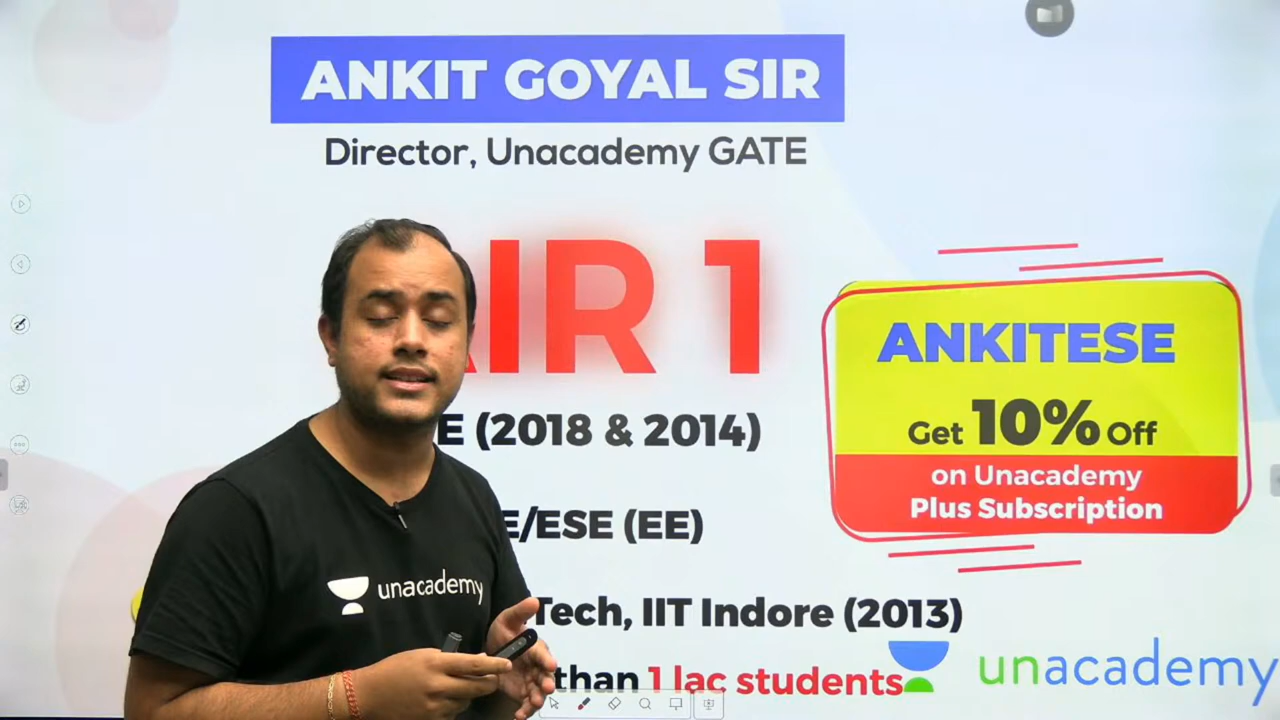 ANKIT GOYAL SIR
Director, Unacademy GATE
AIR 1
E (2018 & 2014)
E/ESE (EE)
Tech, IIT Indore (2013)
than 1 lac students
ANKITESE
Get 10% Off
on Unacademy
Plus Subscription
unacademy
unacademy